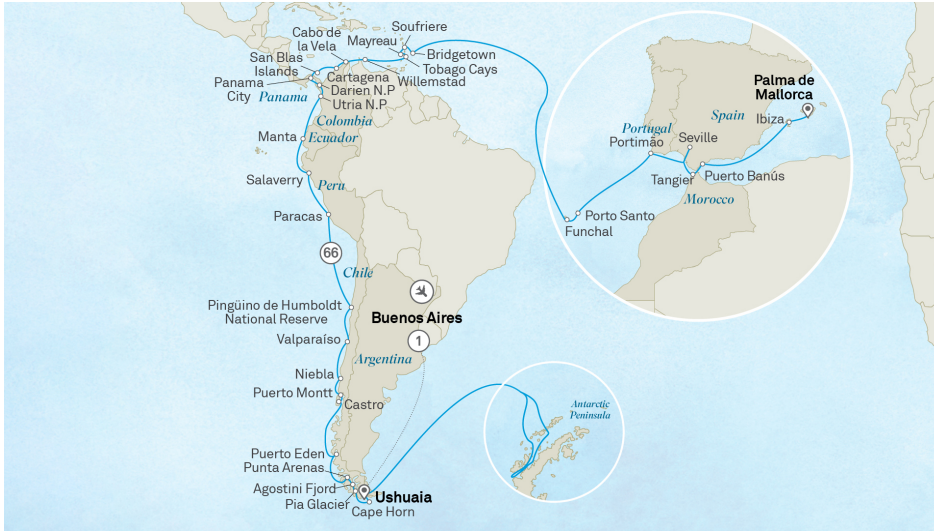 Soufriere
Cabo de
la Vela
Mayreau
Bridgetown
San Blas
Islands
Tobago Cays
Cartagena
Willemstad
Panama
City
Darien N.P
Panama
Utria N.P
Colombia
Manta
Ecuador
Salaverry
Peru
Paracas
66
Chile
Pingüino de Humboldt
National Reserve
Buenos Aires
Valparaíso
1
Argentina
Niebla
Puerto Montt
Castro
Puerto Eden
Punta Arenas
Agostini Fjord
Ushuaia
Pia Glacier
Cape Horn
Antarctic
Peninsula
Palma de
Mallorca
Spain
Ibiza
Portugal
Portimão
Seville
Tangier
Puerto Banús
Morocco
Porto Santo
Funchal